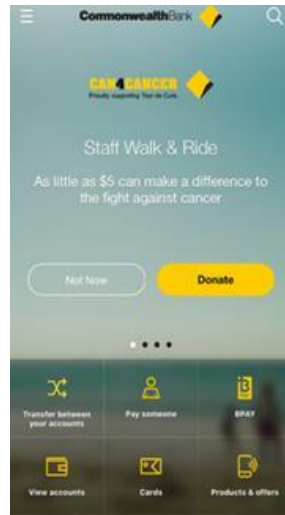 CommonwealthBank
CAN4CANCER
Proudly supporting Tour de Cure
Staff Walk & Ride
As little as $5 can make a difference to
the fight against cancer
Not Now
Donate
Transfer between
your accounts
Pay someone
BPAY
View accounts
Cards
Products & offers